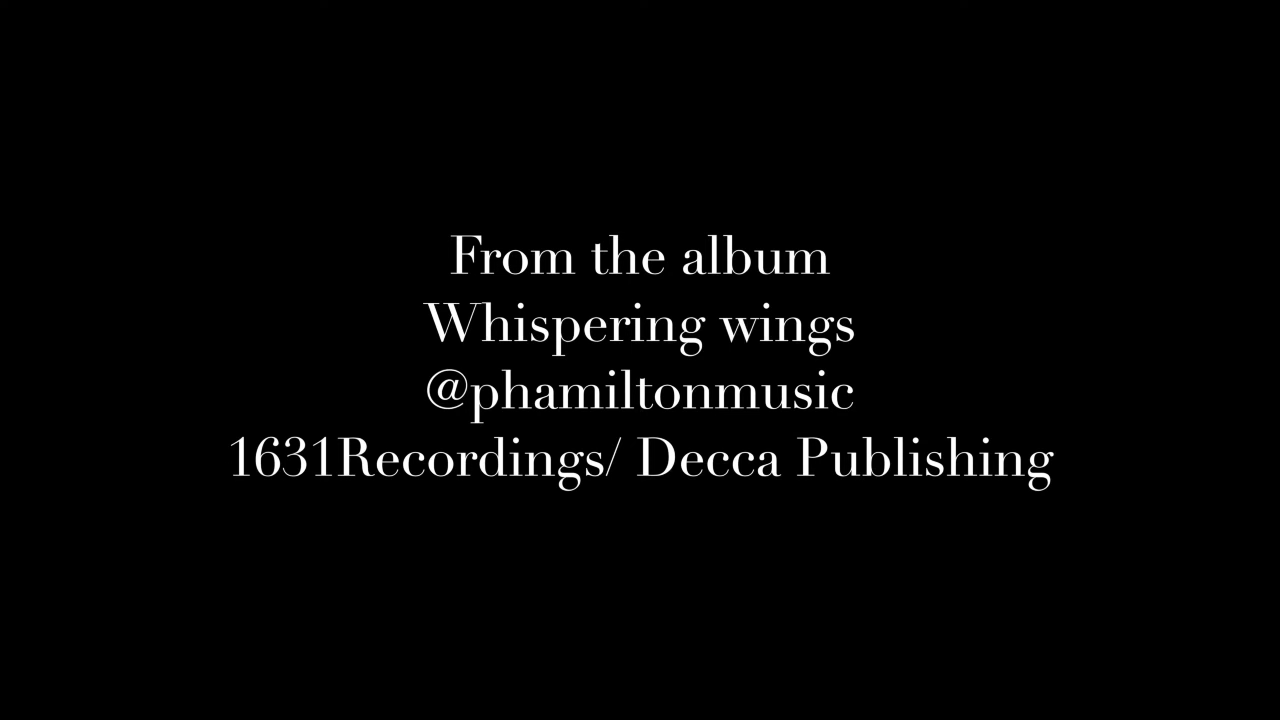 From the album
Whispering wings
@phamiltonmusic
1631Recordings/ Decca Publishing